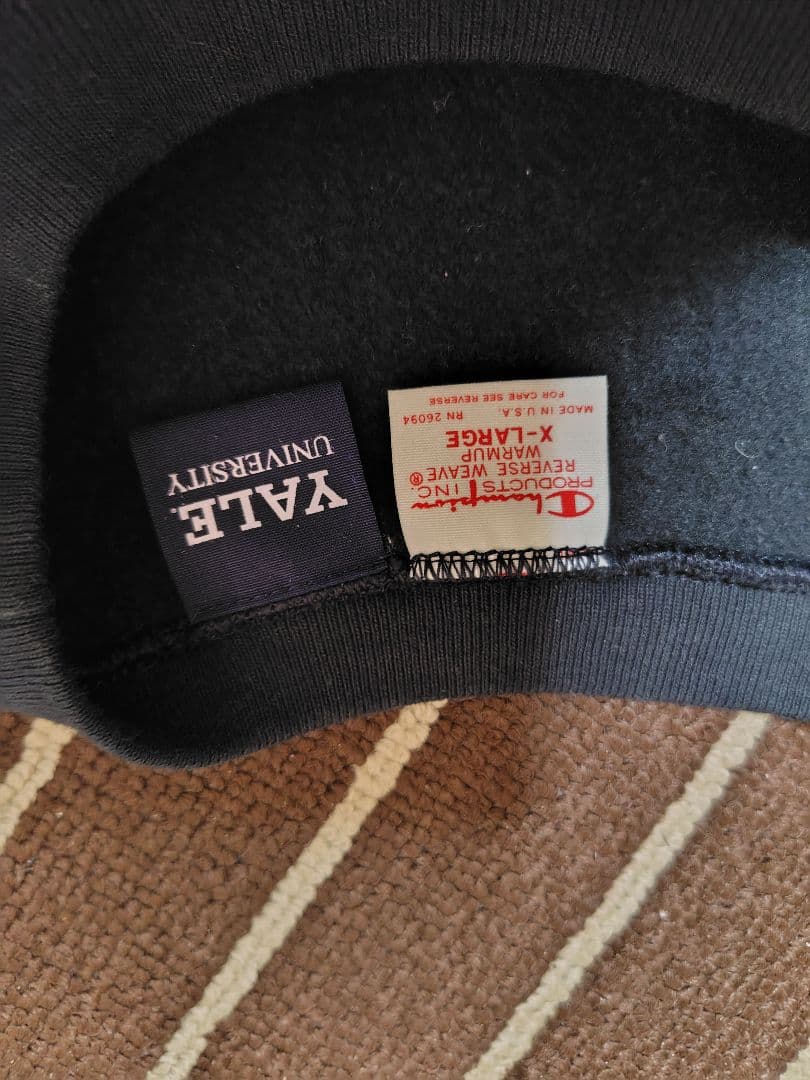 YALE.
UNIVERSITY
Champion
PRODUCTS INC.
REVERSE WEAVE®
WARMUP
X-LARGE
MADE IN U.S.A. RN 26094
FOR CARE SEE REVERSE